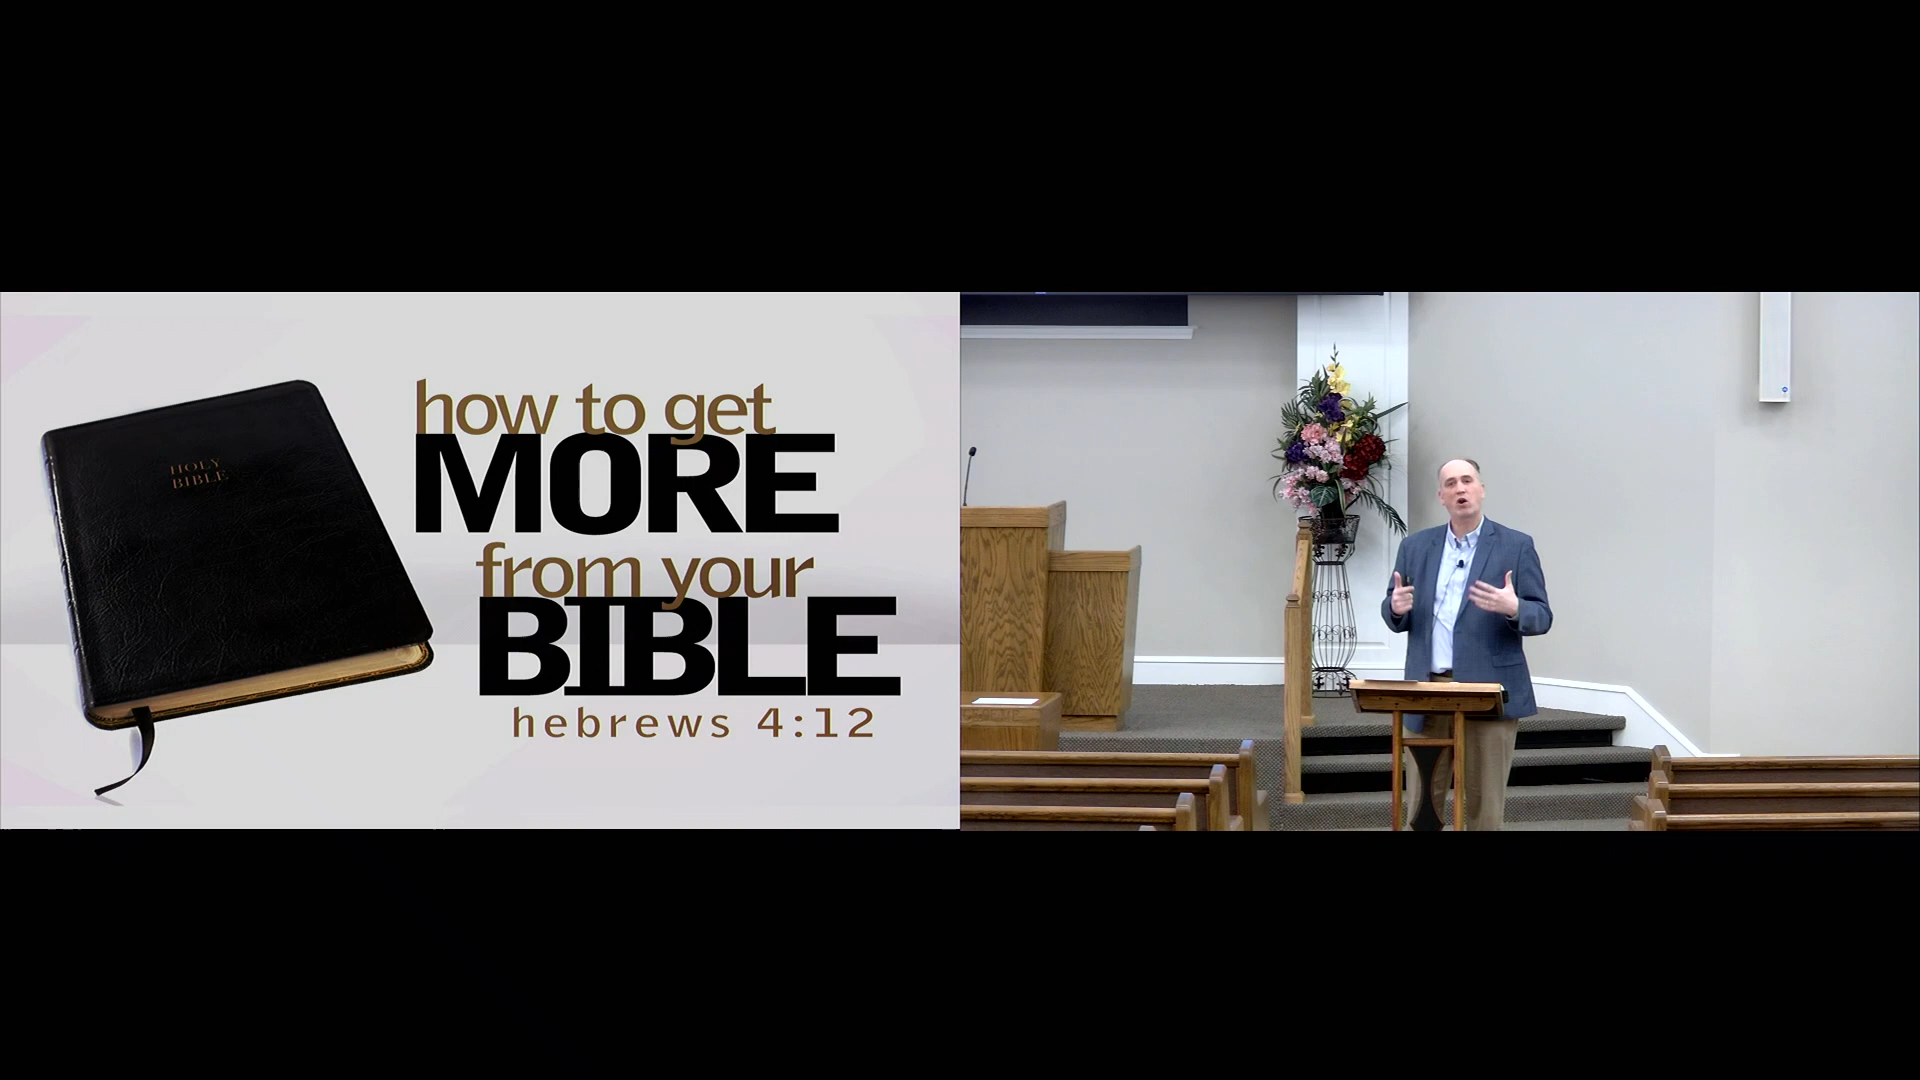 HOLY
BIBLE
how to get
MORE
from your
BIBLE
hebrews 4:12